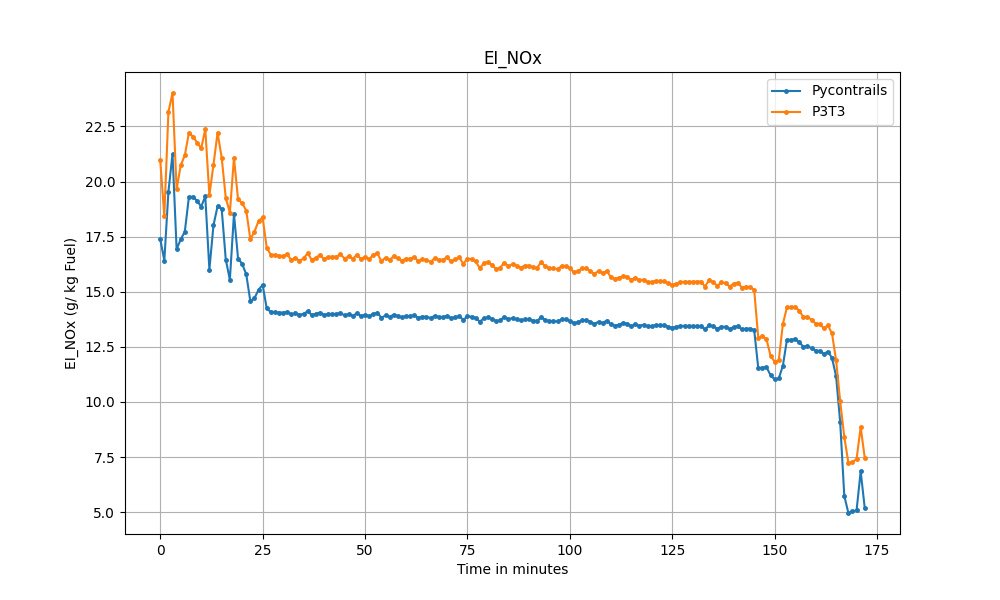 EI_NOx
Pycontrails
P3T3
EI_NOx (g/ kg Fuel)
22.5
20.0
17.5
15.0
12.5
10.0
7.5
5.0
0 25 50 75 100 125 150 175
Time in minutes